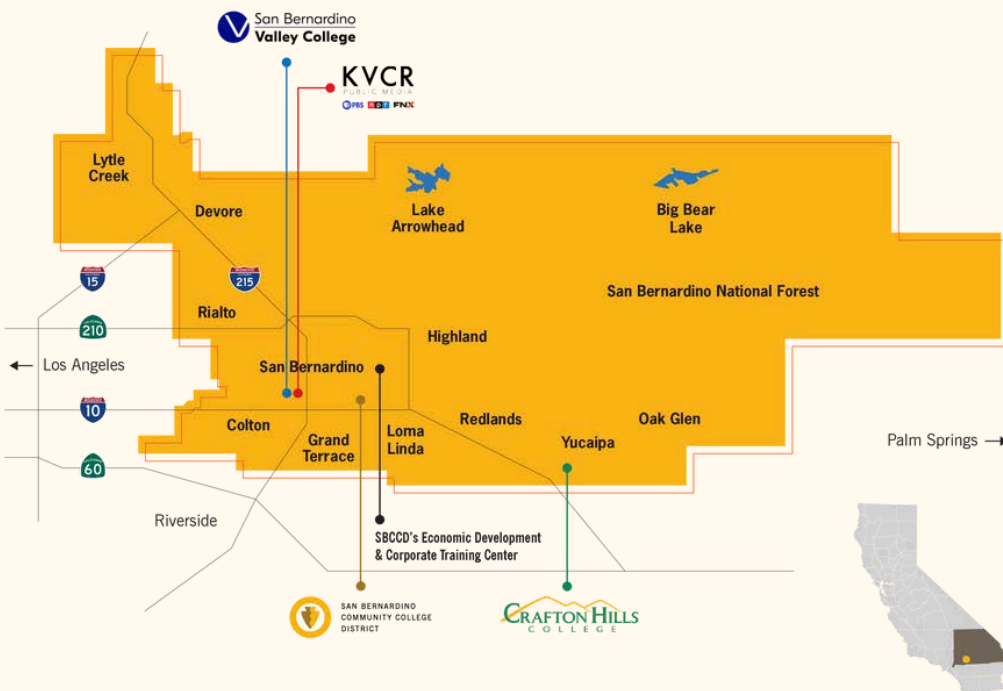 San Bernardino
Valley College
KVCR
PUBLIC MEDIA
PBS npr FNX
Lytle
Creek
Devore
Lake
Arrowhead
Big Bear
Lake
15
215
San Bernardino National Forest
Rialto
210
Highland
Los Angeles
San Bernardino
10
Colton
Grand
Terrace
Loma
Linda
Redlands
Oak Glen
Yucaipa
Palm Springs
60
Riverside
SBCCD's Economic Development
& Corporate Training Center
SAN BERNARDINO
COMMUNITY COLLEGE
DISTRICT
CRAFTON HILLS
COLLEGE